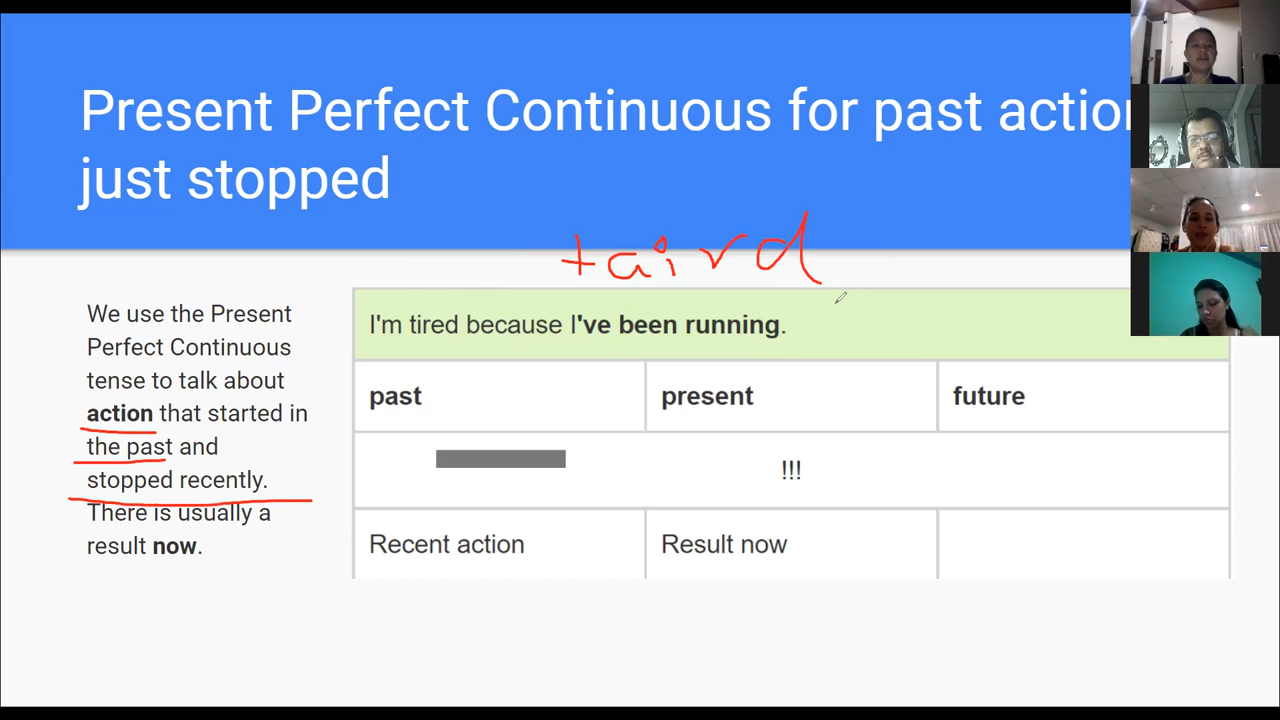 Present Perfect Continuous for past action
just stopped
taird
We use the Present
Perfect Continuous
tense to talk about
action that started in
the past and
stopped recently.
There is usually a
result now.
I'm tired because I've been running.
past present future
!!!
Recent action Result now